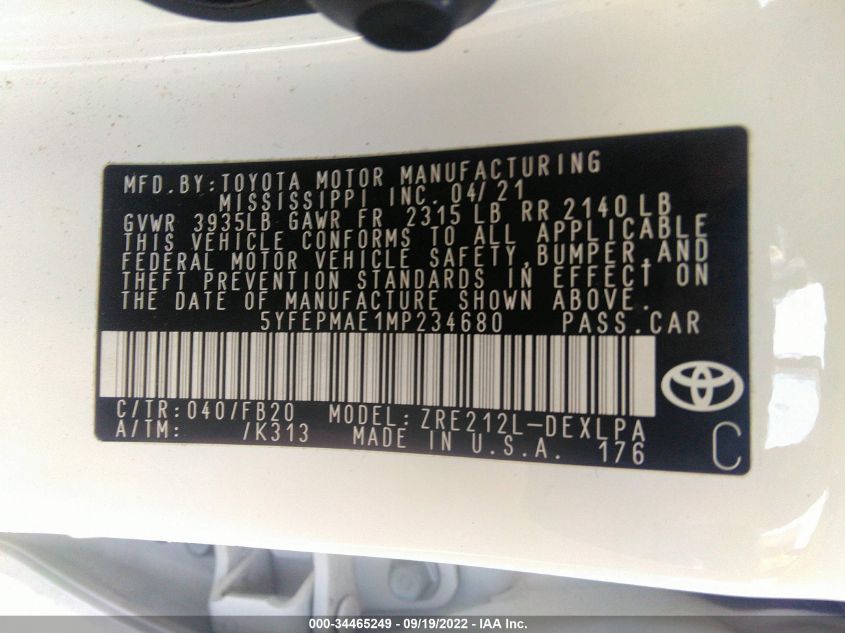 MFD.BY:TOYOTA MOTOR MANUFACTURING
MISSISSIPPI INC. 04/21
GVWR 3935LB GAWR FR 2315 LB RR 2140 LB
THIS VEHICLE CONFORMS TO ALL APPLICABLE
FEDERAL MOTOR VEHICLE SAFETY,BUMPER,AND
THEFT PREVENTION STANDARDS IN EFFECT ON
THE DATE OF MANUFACTURE SHOWN ABOVE.
5YFEPMAE1MP234680 PASS.CAR
C/TR:040/FB20 MODEL:ZRE212L-DEXLPA
A/TM: /K313 MADE IN U.S.A. 176 C
000-34465249 - 09/19/2022 - IAA Inc.